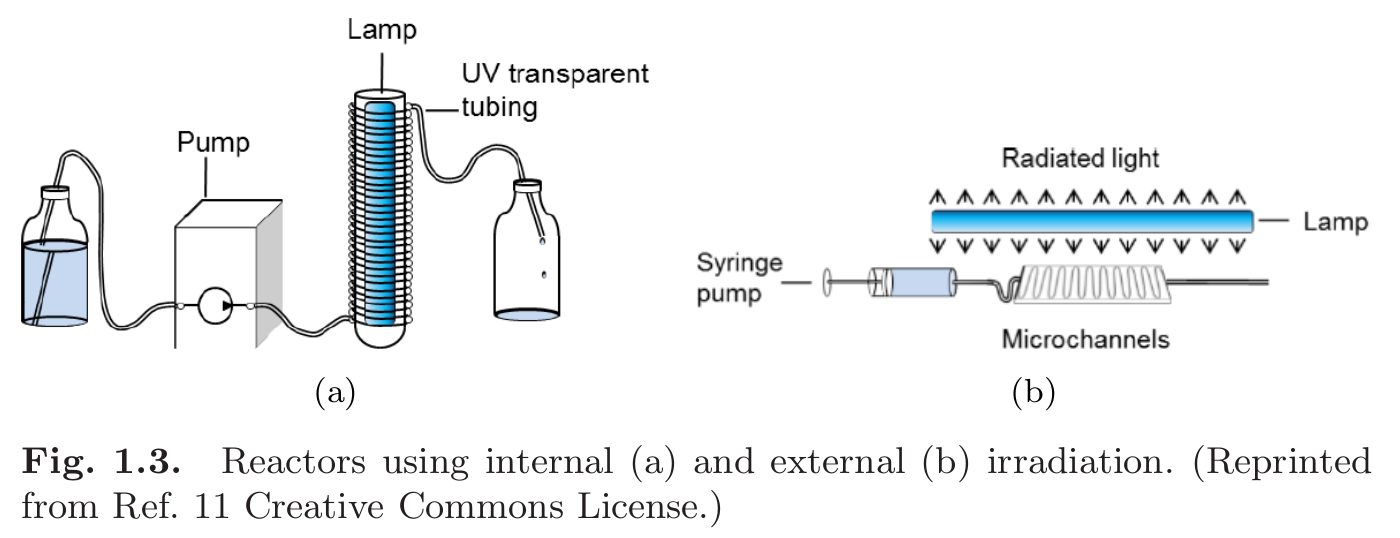 Lamp
UV transparent
tubing
Pump
Radiated light
Lamp
Syringe
pump
Microchannels
(a)
(b)
Fig. 1.3. Reactors using internal (a) and external (b) irradiation. (Reprinted
from Ref. 11 Creative Commons License.)